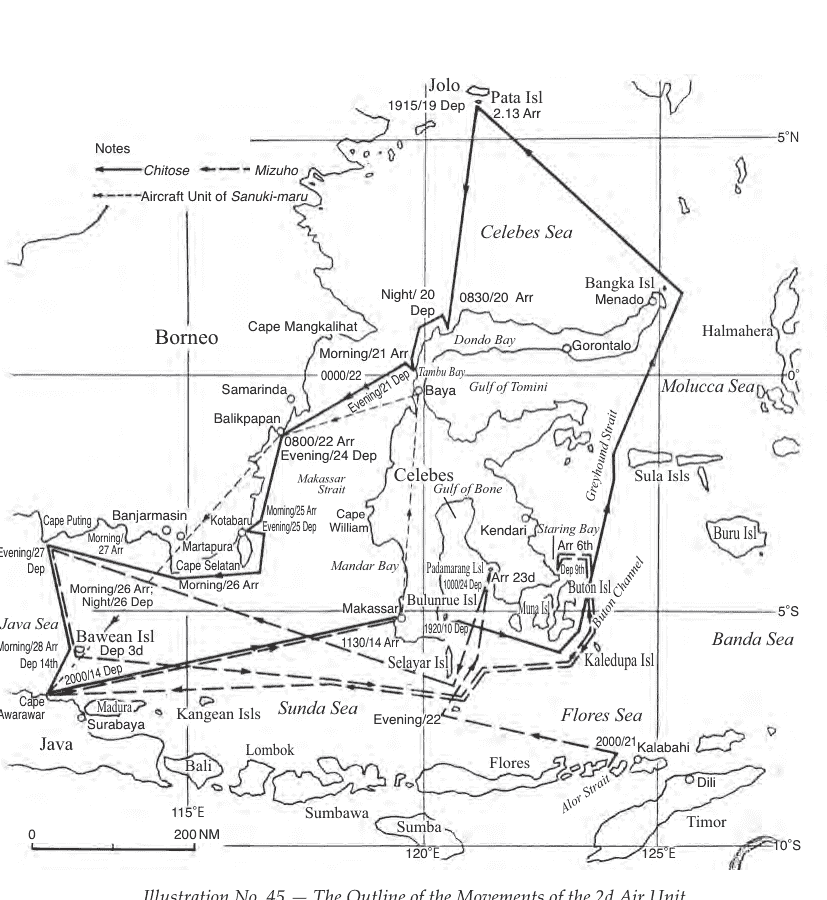 Jolo
1915/19 Dep
Pata Isl
2.13 Arr
5°N
Notes
Chitose
Mizuho
Aircraft Unit of Sanuki-maru
Celebes Sea
Bangka Isl
Menado
Night/ 20
Dep
0830/20 Arr
Borneo
Cape Mangkalihat
Dondo Bay
Gorontalo
Halmahera
Morning/21 Arr
0000/22
Evening/21 Dep
Tambu Bay
0°
Gulf of Tomini
Molucca Sea
Samarinda
Baya
Balikpapan
0800/22 Arr
Evening/24 Dep
Greyhound Strait
Makassar
Strait
Celebes
Gulf of Bone
Sula Isls
Cape Puting
Banjarmasin
Kotabaru
Morning/25 Arr
Evening/25 Dep
Cape
William
Kendari
Staring Bay
Buru Isl
Morning/
27 Arr
Martapura
Arr 6th
Evening/27
Dep
Cape Selatan
Mandar Bay
Padamarang Lsl
1000/24 Dep
Arr 23d
Dep 9th
Morning/26 Arr
Morning/26 Arr;
Night/26 Dep
Buton Isl
Buton Channel
Makassar
Bulunrue Isl
Muna Isl
5°S
Java Sea
Bawean Isl
Dep 3d
1920/10 Dep
Banda Sea
Morning/28 Arr
Dep 14th
1130/14 Arr
Selayar Isl
Kaledupa Isl
2000/14 Dep
Cape
Awarawar
Madura
Surabaya
Kangean Isls
Sunda Sea
Evening/22
Flores Sea
Java
2000/21
Kalabahi
Bali
Lombok
Flores
Alor Strait
Dili
Sumbawa
Sumba
Timor
115°E
0
200 NM
120°E
125°E
10°S
Illustration No. 45 — The Outline of the Movements of the 2d Air Unit